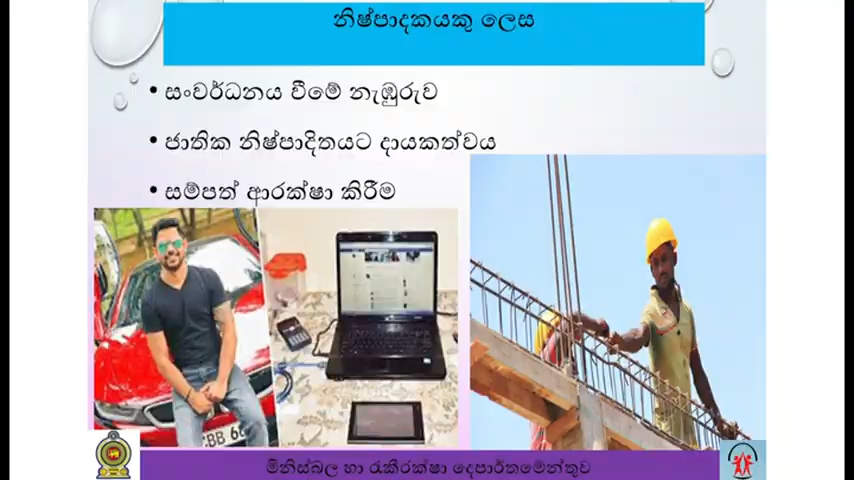 නිෂ්පාදකයකු ලෙස
• සංවර්ධනය වීමේ නැඹුරුව
• ජාතික නිෂ්පාදිතයට දායකත්වය
• සම්පත් ආරක්ෂා කිරීම
මිනිස්බල හා රැකීරක්ෂා දෙපාර්තමේන්තුව